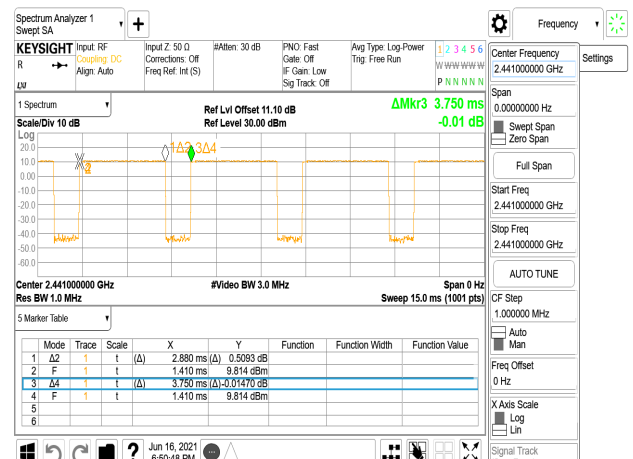 Spectrum Analyzer 1
Swept SA
Frequency
KEYSIGHT
R
Input: RF
Coupling: DC
Align: Auto
Input Z: 50 Ω
Corrections: Off
Freq Ref: Int (S)
#Atten: 30 dB
PNO: Fast
Gate: Off
IF Gain: Low
Sig Track: Off
Avg Type: Log-Power
Trig: Free Run
1 2 3 4 5 6
W W W W W W
P N N N N N
1 Spectrum
Scale/Div 10 dB
Log
Ref Lvl Offset 11.10 dB
Ref Level 30.00 dBm
ΔMkr3 3.750 ms
-0.01 dB
20.0
10.0
0.00
-10.0
-20.0
-30.0
-40.0
-50.0
-60.0
1Δ2 3Δ4
Center 2.441000000 GHz
Res BW 1.0 MHz
#Video BW 3.0 MHz
Span 0 Hz
Sweep 15.0 ms (1001 pts)
5 Marker Table
Mode Trace Scale X Y Function Function Width Function Value
1 Δ2 1 t (Δ) 2.880 ms (Δ) 0.5093 dB
2 F 1 t 1.410 ms 9.814 dBm
3 Δ4 1 t (Δ) 3.750 ms (Δ) -0.01470 dB
4 F 1 t 1.410 ms 9.814 dBm
5
6
Jun 16, 2021
6:50:48 PM
Center Frequency
2.441000000 GHz
Settings
Span
0.00000000 Hz
Swept Span
Zero Span
Full Span
Start Freq
2.441000000 GHz
Stop Freq
2.441000000 GHz
AUTO TUNE
CF Step
1.000000 MHz
Auto
Man
Freq Offset
0 Hz
X Axis Scale
Log
Lin
Signal Track